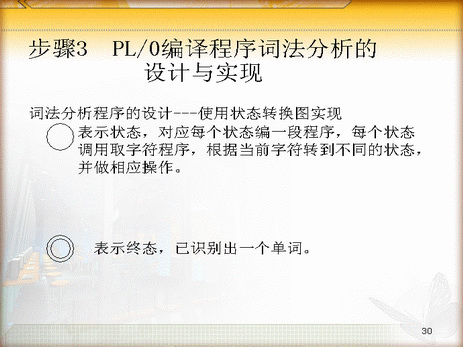 步骤3 PL/0编译程序词法分析的
设计与实现
词法分析程序的设计---使用状态转换图实现
表示状态，对应每个状态编一段程序，每个状态
调用取字符程序，根据当前字符转到不同的状态，
并做相应操作。
表示终态，已识别出一个单词。
30